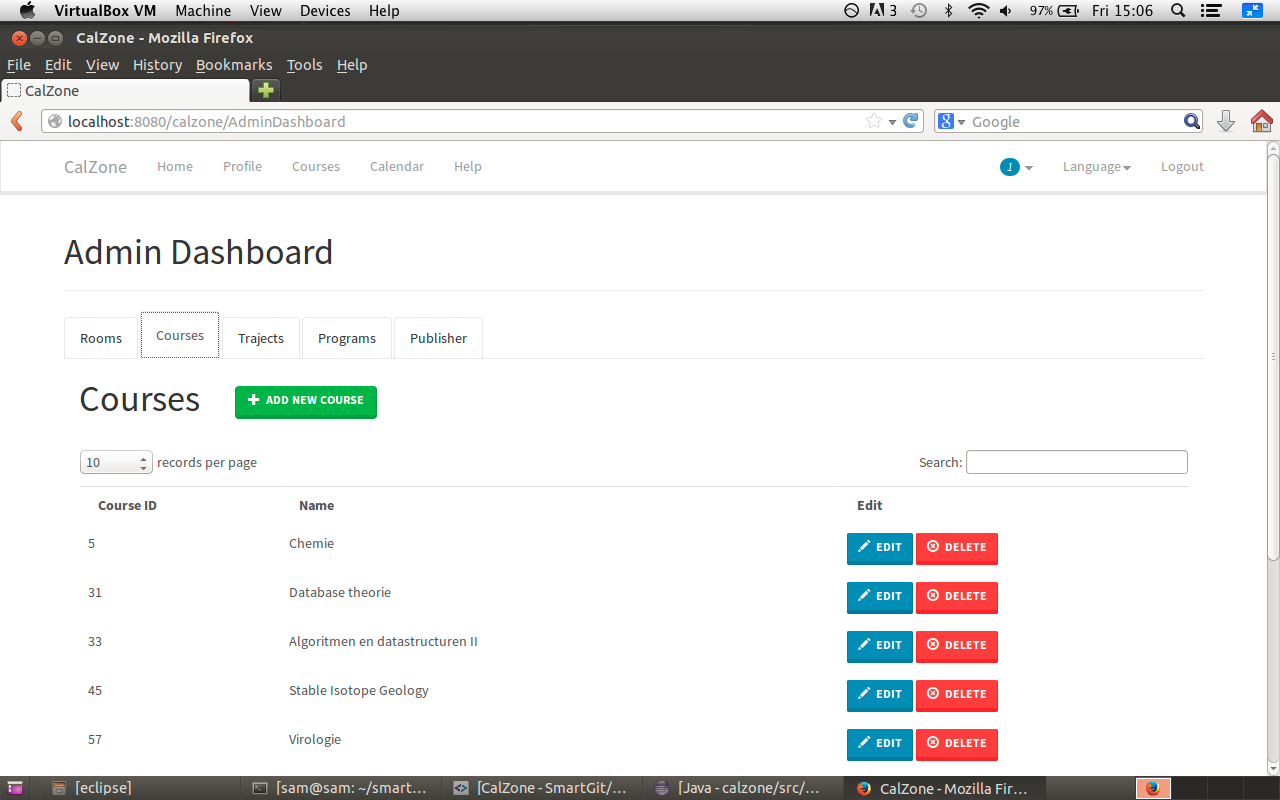 VirtualBox VM Machine View Devices Help 3 97% Fri 15:06
CalZone - Mozilla Firefox
File Edit View History Bookmarks Tools Help
CalZone
localhost:8080/calzone/AdminDashboard Google
CalZone Home Profile Courses Calendar Help 1 Language Logout
Admin Dashboard
Rooms Courses Trajects Programs Publisher
Courses ADD NEW COURSE
10 records per page Search:
Course ID Name Edit
5 Chemie EDIT DELETE
31 Database theorie EDIT DELETE
33 Algoritmen en datastructuren II EDIT DELETE
45 Stable Isotope Geology EDIT DELETE
57 Virologie EDIT DELETE
[eclipse] [sam@sam: ~/smart... [CalZone - SmartGit/... [Java - calzone/src/... CalZone - Mozilla Fir...